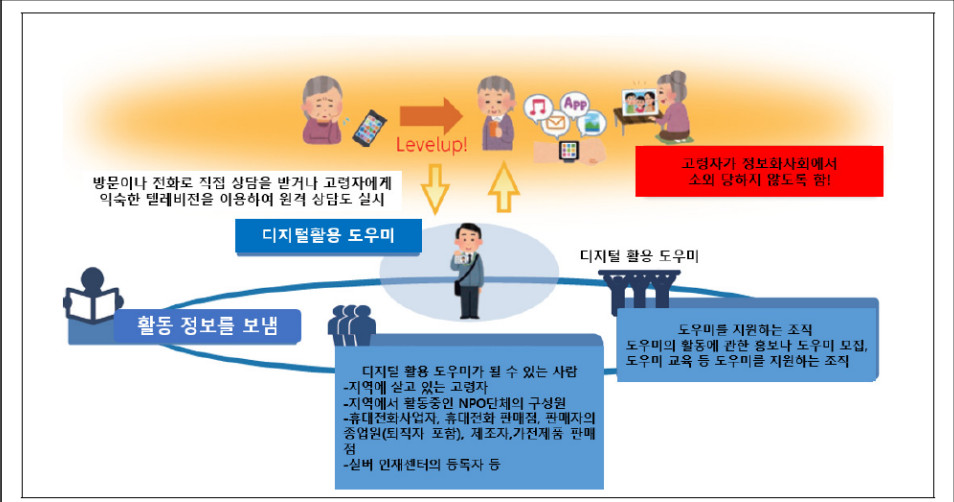 App
Levelup!
고령자가 정보화사회에서
소외 당하지 않도록 함!
방문이나 전화로 직접 상담을 받거나 고령자에게
익숙한 텔레비전을 이용하여 원격 상담도 실시
디지털활용 도우미
디지털 활용 도우미
활동 정보를 보냄
도우미를 지원하는 조직
도우미의 활동에 관한 홍보나 도우미 모집,
도우미 교육 등 도우미를 지원하는 조직
디지털 활용 도우미가 될 수 있는 사람
-지역에 살고 있는 고령자
-지역에서 활동중인 NPO단체의 구성원
-휴대전화사업자, 휴대전화 판매점, 판매자의
종업원(퇴직자 포함), 제조자,가전제품 판매
점
-실버 인재센터의 등록자 등